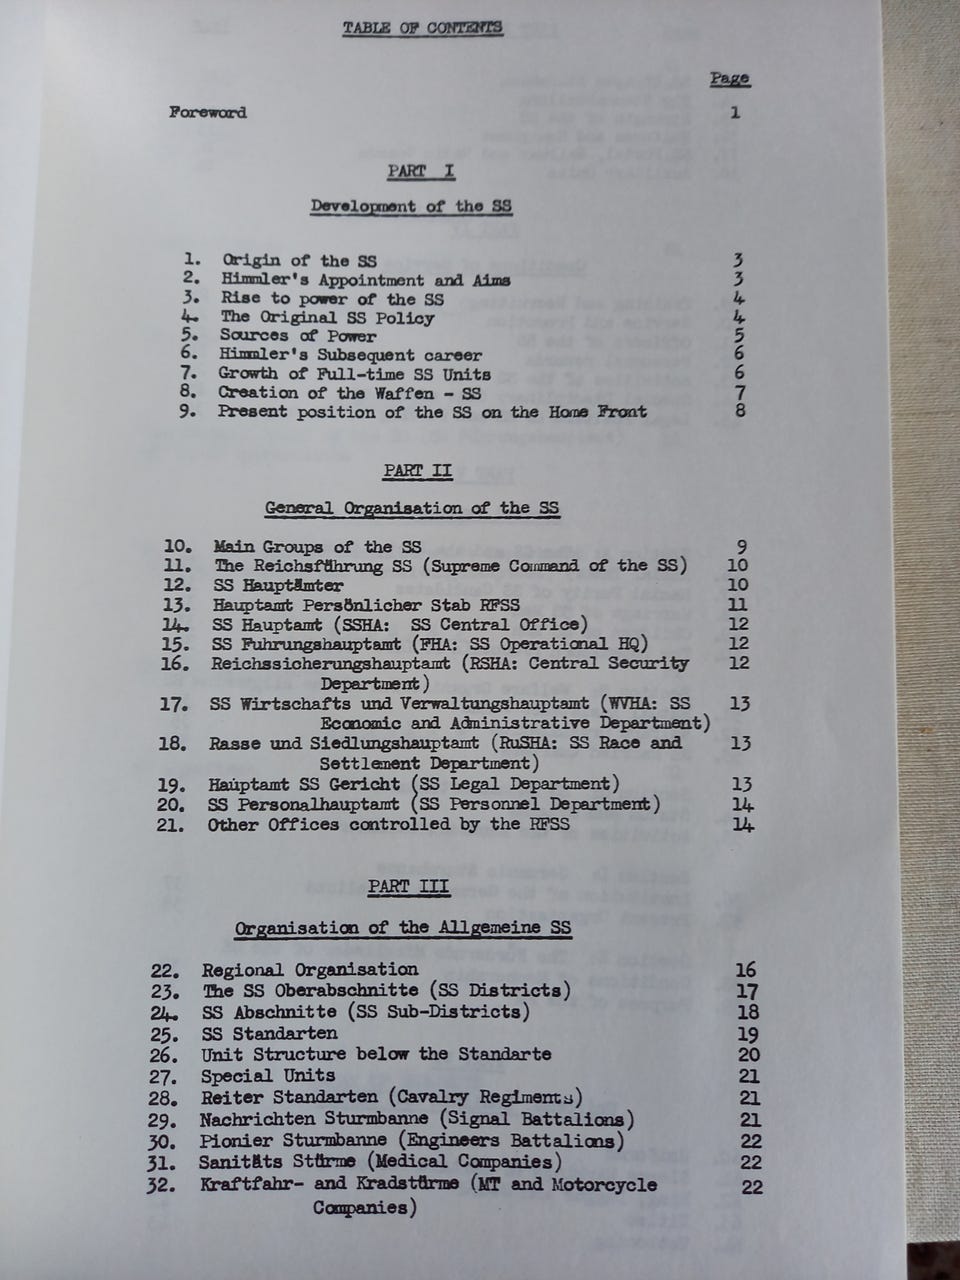 TABLE OF CONTENTS
Page
Foreword 1
PART I
Development of the SS
1. Origin of the SS 3
2. Himmler's Appointment and Aims 3
3. Rise to power of the SS 4
4. The Original SS Policy 4
5. Sources of Power 5
6. Himmler's Subsequent career 6
7. Growth of Full-time SS Units 6
8. Creation of the Waffen - SS 7
9. Present position of the SS on the Home Front 8
PART II
General Organisation of the SS
10. Main Groups of the SS 9
11. The Reichsführung SS (Supreme Command of the SS) 10
12. SS Hauptämter 10
13. Hauptamt Persönlicher Stab RFSS 11
14. SS Hauptamt (SSHA: SS Central Office) 12
15. SS Fuhrungshauptamt (FHA: SS Operational HQ) 12
16. Reichssicherungshauptamt (RSHA: Central Security 12
Department)
17. SS Wirtschafts und Verwaltungshauptamt (WVHA: SS 13
Economic and Administrative Department)
18. Rasse und Siedlungshauptamt (RuSHA: SS Race and 13
Settlement Department)
19. Hauptamt SS Gericht (SS Legal Department) 13
20. SS Personalhauptamt (SS Personnel Department) 14
21. Other Offices controlled by the RFSS 14
PART III
Organisation of the Allgemeine SS
22. Regional Organisation 16
23. The SS Oberabschnitte (SS Districts) 17
24. SS Abschnitte (SS Sub-Districts) 18
25. SS Standarten 19
26. Unit Structure below the Standarte 20
27. Special Units 21
28. Reiter Standarten (Cavalry Regiments) 21
29. Nachrichten Sturmbanne (Signal Battalions) 21
30. Pionier Sturmbanne (Engineers Battalions) 22
31. Sanitäts Stürme (Medical Companies) 22
32. Kraftfahr- and Kradstürme (MT and Motorcycle 22
Companies)